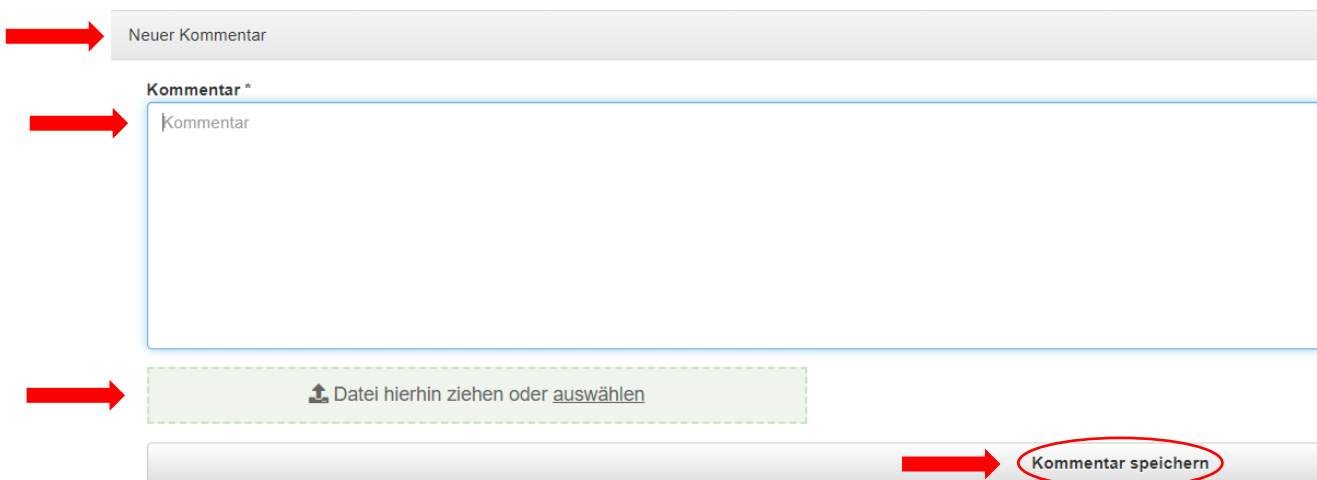 Neuer Kommentar
Kommentar *
Kommentar
Datei hierhin ziehen oder auswählen
Kommentar speichern